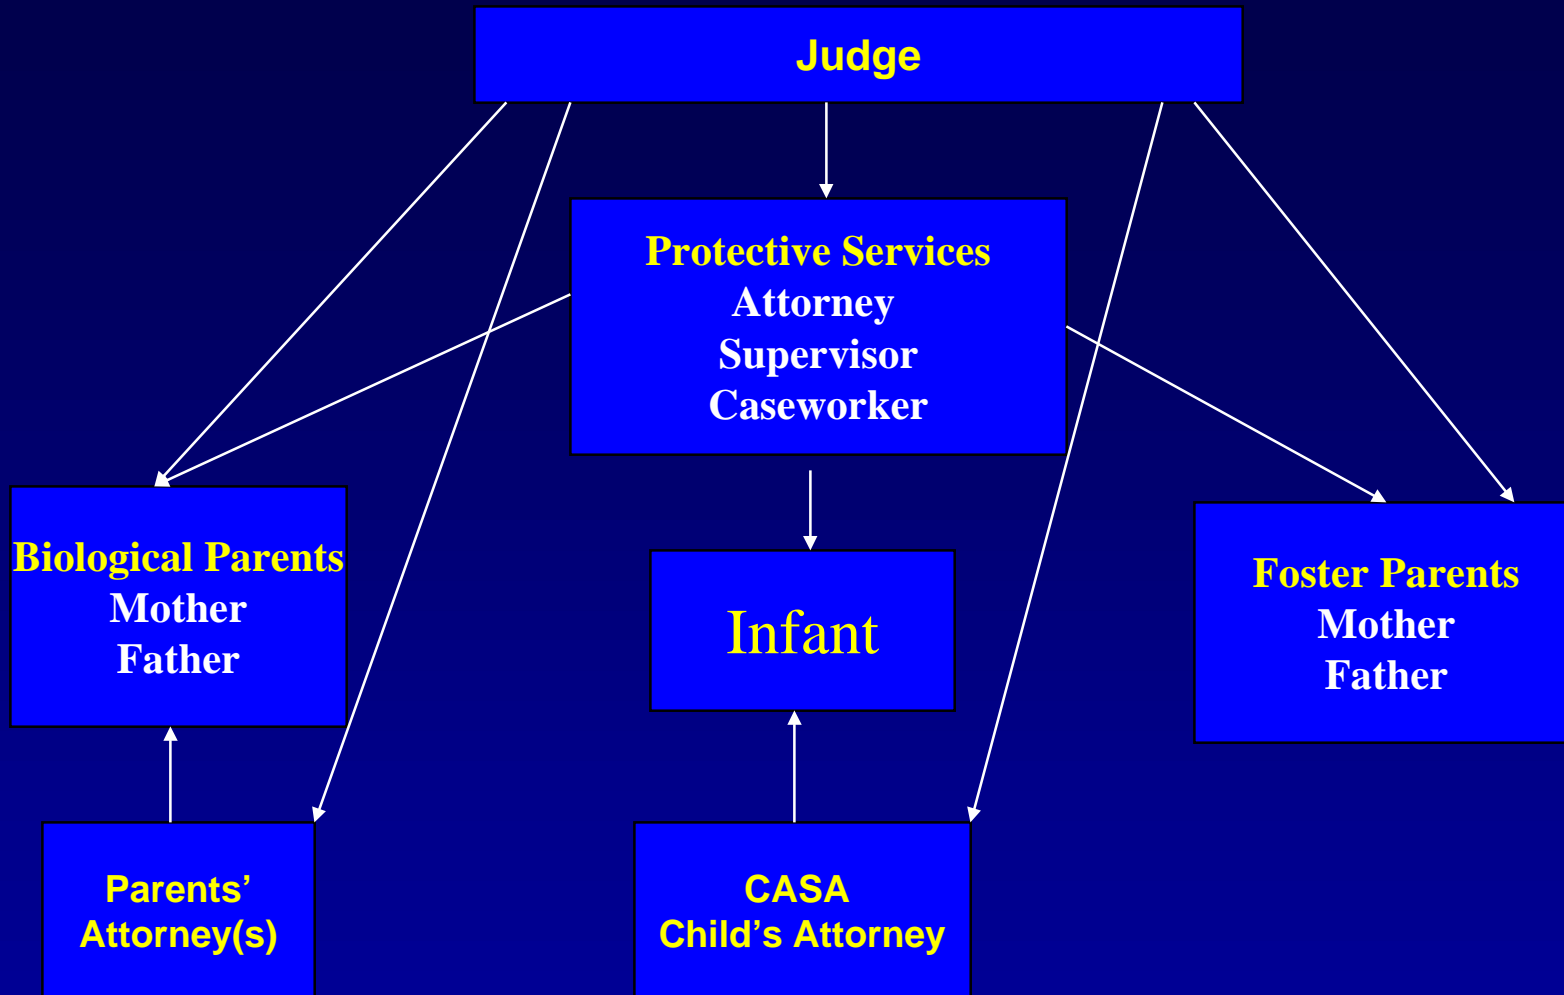 Judge
Protective Services
Attorney
Supervisor
Caseworker
Biological Parents
Mother
Father
Infant
Foster Parents
Mother
Father
Parents’
Attorney(s)
CASA
Child’s Attorney